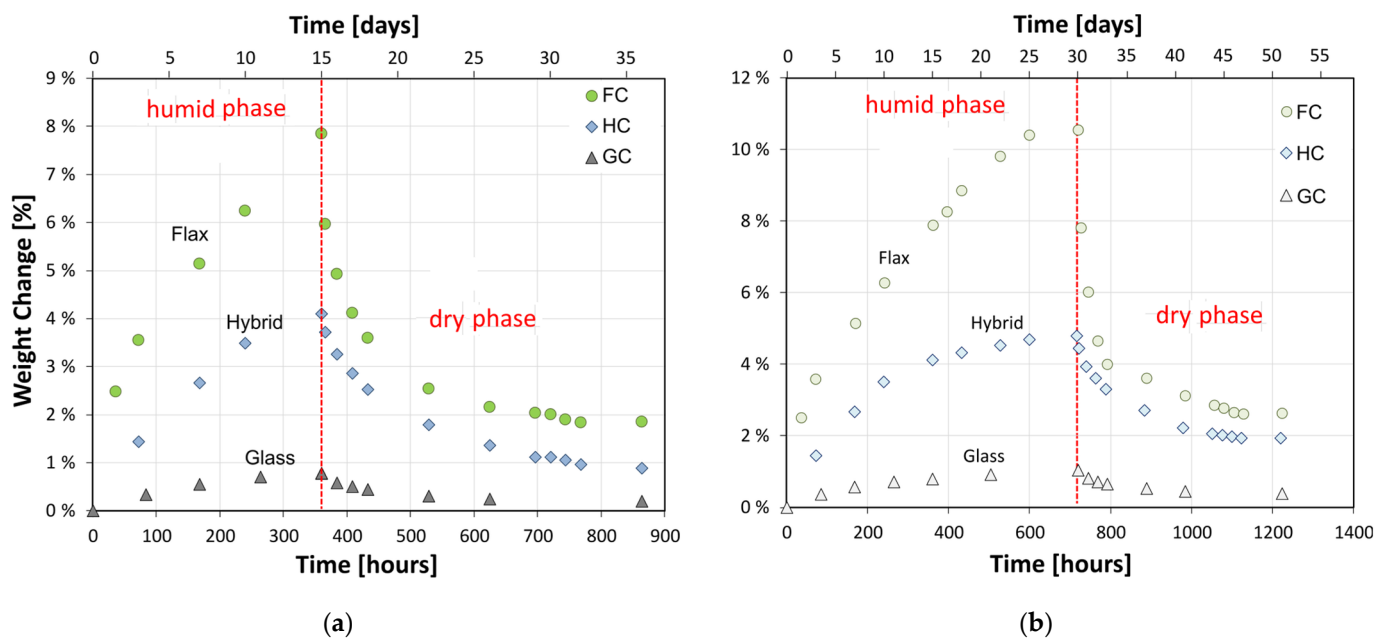 Time [days]
0 5 10 15 20 25 30 35
9 %
8 %
7 %
6 %
5 %
4 %
3 %
2 %
1 %
0 %
Weight Change [%]
humid phase
FC
HC
GC
Flax
Hybrid
dry phase
Glass
0 100 200 300 400 500 600 700 800 900
Time [hours]
(a)
Time [days]
0 5 10 15 20 25 30 35 40 45 50 55
12 %
10 %
8 %
6 %
4 %
2 %
0 %
humid phase
FC
HC
GC
Flax
Hybrid
dry phase
Glass
0 200 400 600 800 1000 1200 1400
Time [hours]
(b)